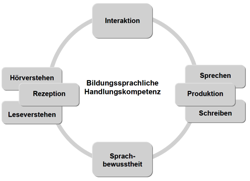 Interaktion
Hörverstehen
Rezeption
Leseverstehen
Bildungssprachliche
Handlungskompetenz
Sprechen
Produktion
Schreiben
Sprach-
bewusstheit